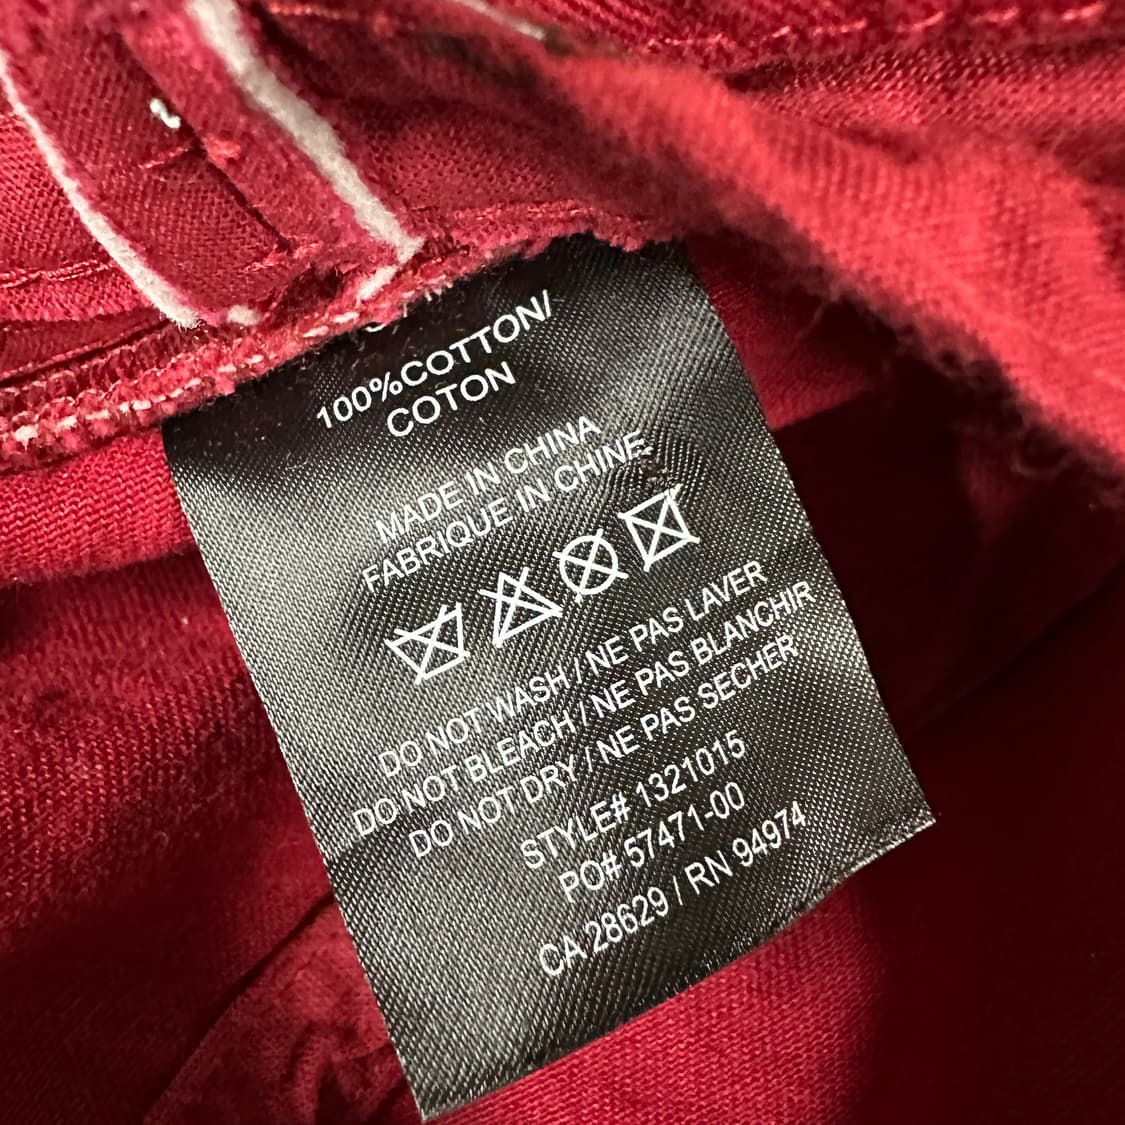 100%COTTON/
COTON
MADE IN CHINA
FABRIQUE IN CHINE
DO NOT WASH / NE PAS LAVER
DO NOT BLEACH / NE PAS BLANCHIR
DO NOT DRY / NE PAS SECHER
STYLE# 1321015
PO# 57471-00
CA 28629 / RN 94974